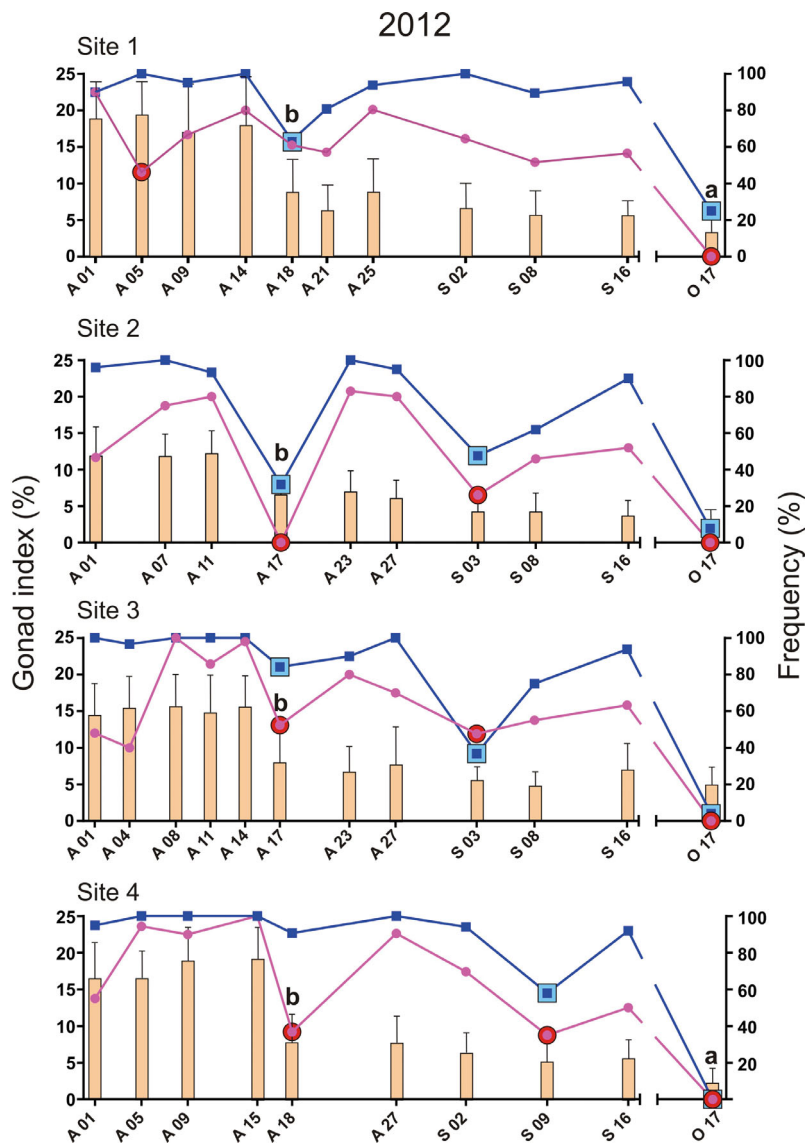 2012
Site 1
25 20 15 10 5 0
b a
100 80 60 40 20 0
A 01 A 05 A 09 A 14 A 18 A 21 A 25 S 02 S 08 S 16 O 17
Site 2
25 20 15 10 5 0
b
100 80 60 40 20 0
A 01 A 07 A 11 A 17 A 23 A 27 S 03 S 08 S 16 O 17
Gonad index (%)
Frequency (%)
Site 3
25 20 15 10 5 0
b
100 80 60 40 20 0
A 01 A 04 A 08 A 11 A 14 A 17 A 23 A 27 S 03 S 08 S 16 O 17
Site 4
25 20 15 10 5 0
b a
100 80 60 40 20
A 01 A 05 A 09 A 15 A 18 A 27 S 02 S 09 S 16 O 17